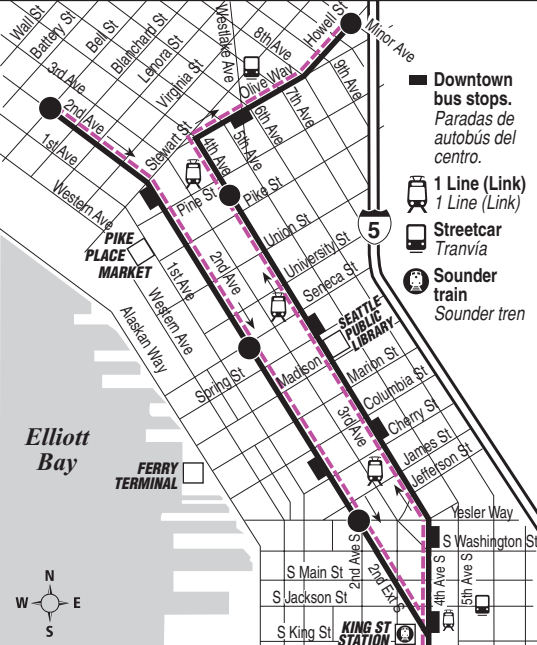 Wall St
Battery St
Bell St
Blanchard St
Lenora St
Virginia St
Westlake Ave
8th Ave
Howell St
Minor Ave
3rd Ave
2nd Ave
1st Ave
Olive Way
9th Ave
7th Ave
6th Ave
5th Ave
4th Ave
Stewart St
Western Ave
Pine St
Pike St
PIKE
PLACE
MARKET
Union St
University St
Seneca St
1st Ave
2nd Ave
Western Ave
Alaskan Way
SEATTLE
PUBLIC
LIBRARY
Spring St
Madison
Marion St
Columbia St
Cherry St
3rd Ave
James St
Jefferson St
Elliott
Bay
FERRY
TERMINAL
Yesler Way
S Washington St
2nd Ave S
2nd Ext S
4th Ave S
5th Ave S
S Main St
S Jackson St
S King St
KING ST
STATION
N
W
E
S
5
Downtown
bus stops.
Paradas de
autobús del
centro.
1 Line (Link)
1 Line (Link)
Streetcar
Tranvía
Sounder
train
Sounder tren